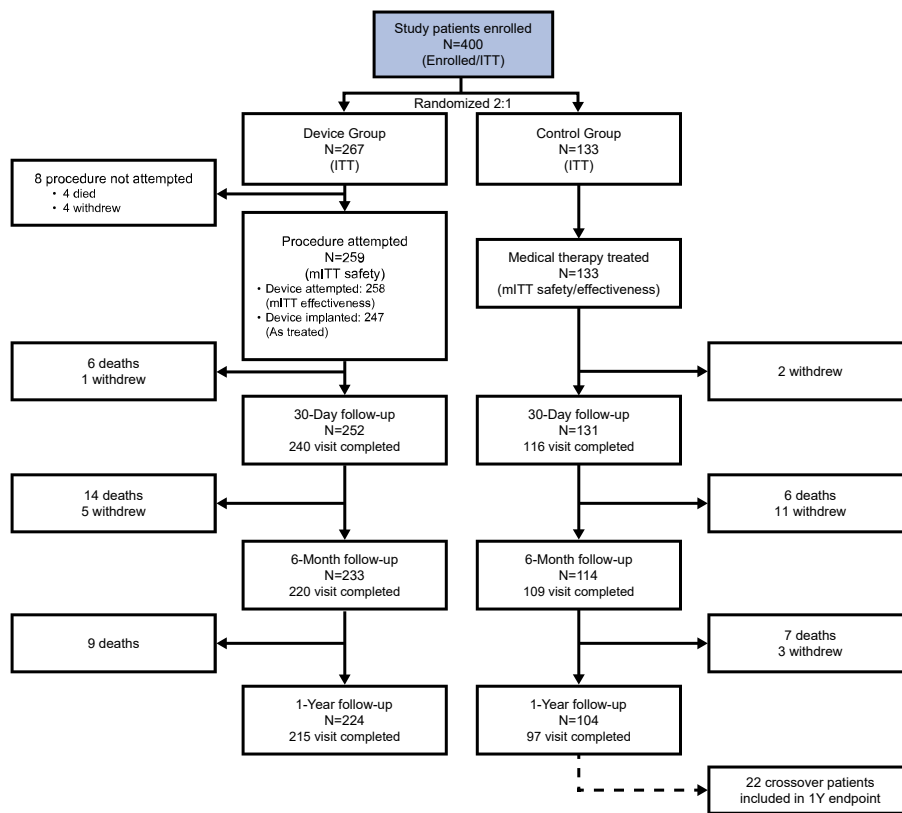 Study patients enrolled
N=400
(Enrolled/ITT)
Randomized 2:1
Device Group
N=267
(ITT)
Control Group
N=133
(ITT)
8 procedure not attempted
• 4 died
• 4 withdrew
Procedure attempted
N=259
(mITT safety)
• Device attempted: 258
(mITT effectiveness)
• Device implanted: 247
(As treated)
Medical therapy treated
N=133
(mITT safety/effectiveness)
6 deaths
1 withdrew
2 withdrew
30-Day follow-up
N=252
240 visit completed
30-Day follow-up
N=131
116 visit completed
14 deaths
5 withdrew
6 deaths
11 withdrew
6-Month follow-up
N=233
220 visit completed
6-Month follow-up
N=114
109 visit completed
9 deaths
7 deaths
3 withdrew
1-Year follow-up
N=224
215 visit completed
1-Year follow-up
N=104
97 visit completed
22 crossover patients
included in 1Y endpoint